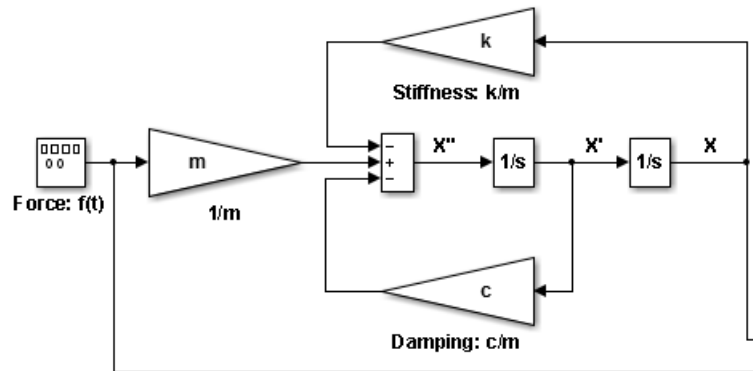 k
Stiffness: k/m
m
−
+
−
X''
1/s
X'
1/s
X
Force: f(t)
1/m
c
Damping: c/m